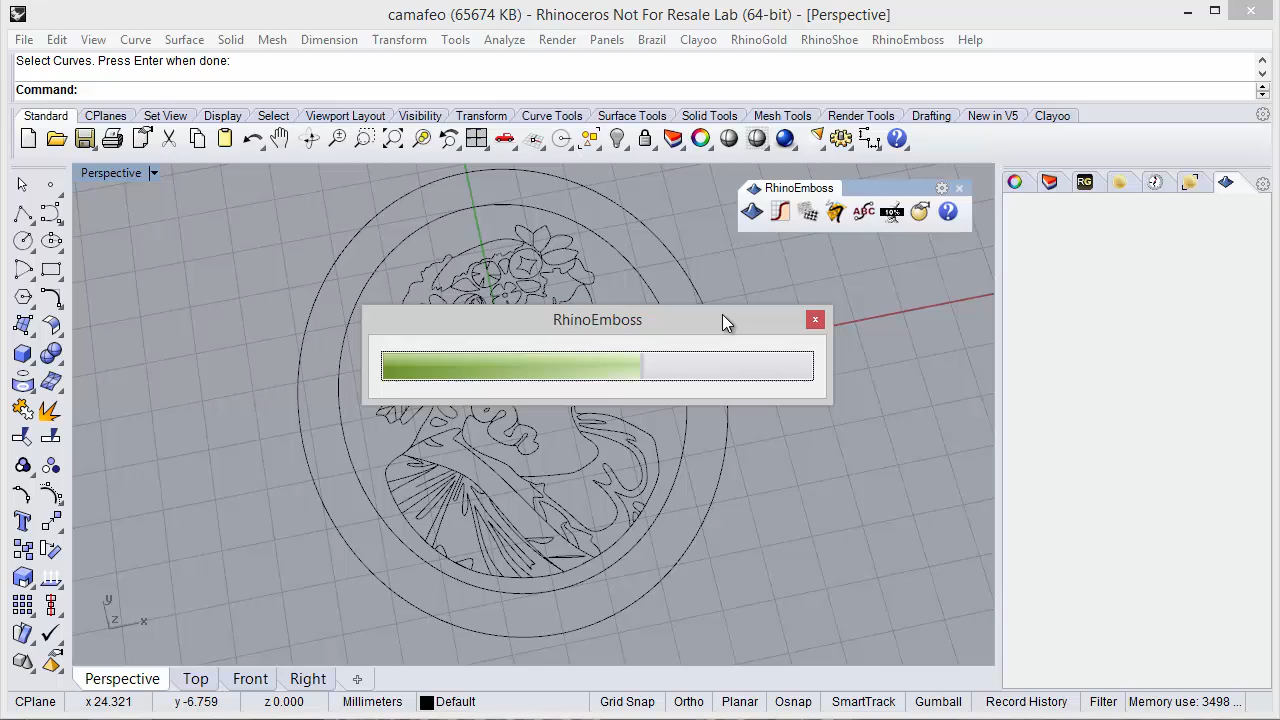 camafeo (65674 KB) - Rhinoceros Not For Resale Lab (64-bit) - [Perspective]
File Edit View Curve Surface Solid Mesh Dimension Transform Tools Analyze Render Panels Brazil Clayoo RhinoGold RhinoShoe RhinoEmboss Help
Select Curves. Press Enter when done:
Command:
Standard CPlanes Set View Display Select Viewport Layout Visibility Transform Curve Tools Surface Tools Solid Tools Mesh Tools Render Tools Drafting New in V5 Clayoo
Perspective
RhinoEmboss
RG
ABC
10%
RhinoEmboss
y
z x
Perspective Top Front Right
CPlane x 24.321 y -6.759 z 0.000 Millimeters Default Grid Snap Ortho Planar Osnap SmartTrack Gumball Record History Filter Memory use: 3498 ...